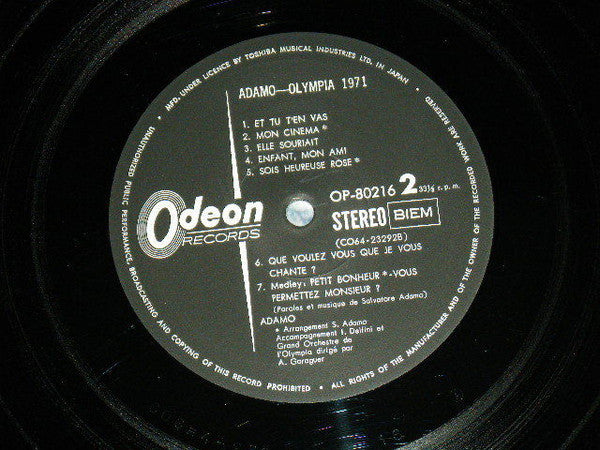 MFD. UNDER LICENCE BY TOSHIBA MUSICAL INDUSTRIES LTD. IN JAPAN • ALL RIGHTS OF THE MANUFACTURER AND OF THE OWNER OF THE RECORDED WORK ARE RESERVED • UNAUTHORIZED PUBLIC PERFORMANCE, BROADCASTING AND COPYING OF THIS RECORD PROHIBITED •
ADAMO—OLYMPIA 1971
1. ET TU T'EN VAS
2. MON CINEMA*
3. ELLE SOURIAIT
4. ENFANT, MON AMI
5. SOIS HEUREUSE ROSE*
OP-80216 2 33⅓ r.p.m.
Odeon
RECORDS
STEREO BIEM
(CO64-23292B)
6. QUE VOULEZ VOUS QUE JE VOUS
CHANTE ?
7. Medley: PETIT BONHEUR*-VOUS
PERMETTEZ MONSIEUR ?
(Paroles et musique de Salvatore Adamo)
ADAMO
* Arrangement S. Adamo
Accompagnement I. Delfini et
Grand Orchestre de
l'Olympia dirigé par
A. Goraguer